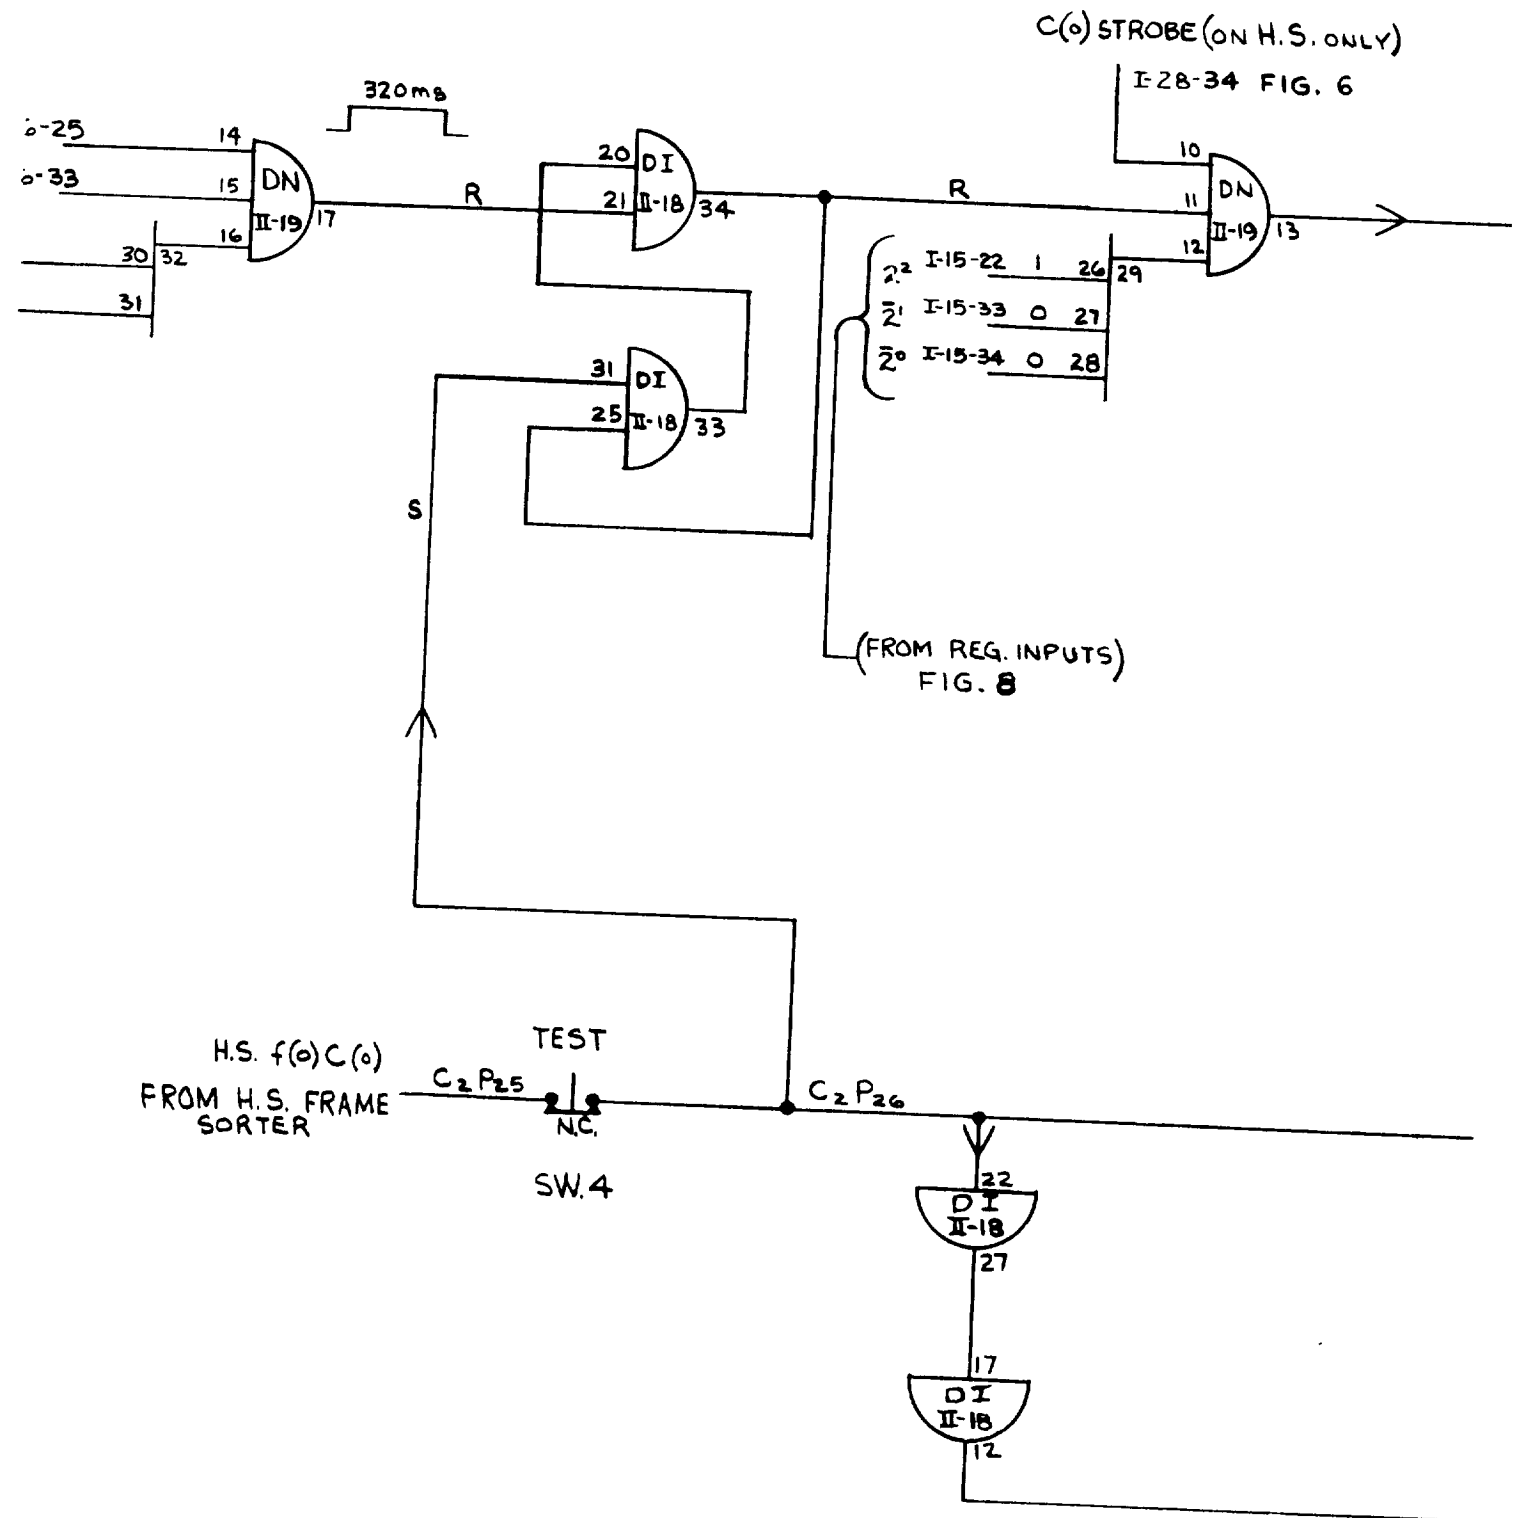 C(0) STROBE (ON H.S. ONLY)
I-28-34 FIG. 6
320ms
-25
14
-33
15
DN
II-19
17
16
30
32
31
R
20
DI
21
II-18
34
R
10
11
DN
II-19
13
12
2² I-15-22 1 26
29
2̄¹ I-15-33 0 27
2̄⁰ I-15-34 0 28
31
DI
25
II-18
33
S
(FROM REG. INPUTS)
FIG. 8
H.S. f(0) C(0)
FROM H.S. FRAME
SORTER
C₂P₂₅
TEST
N.C.
SW.4
C₂P₂₆
22
DI
II-18
27
17
DI
II-18
12